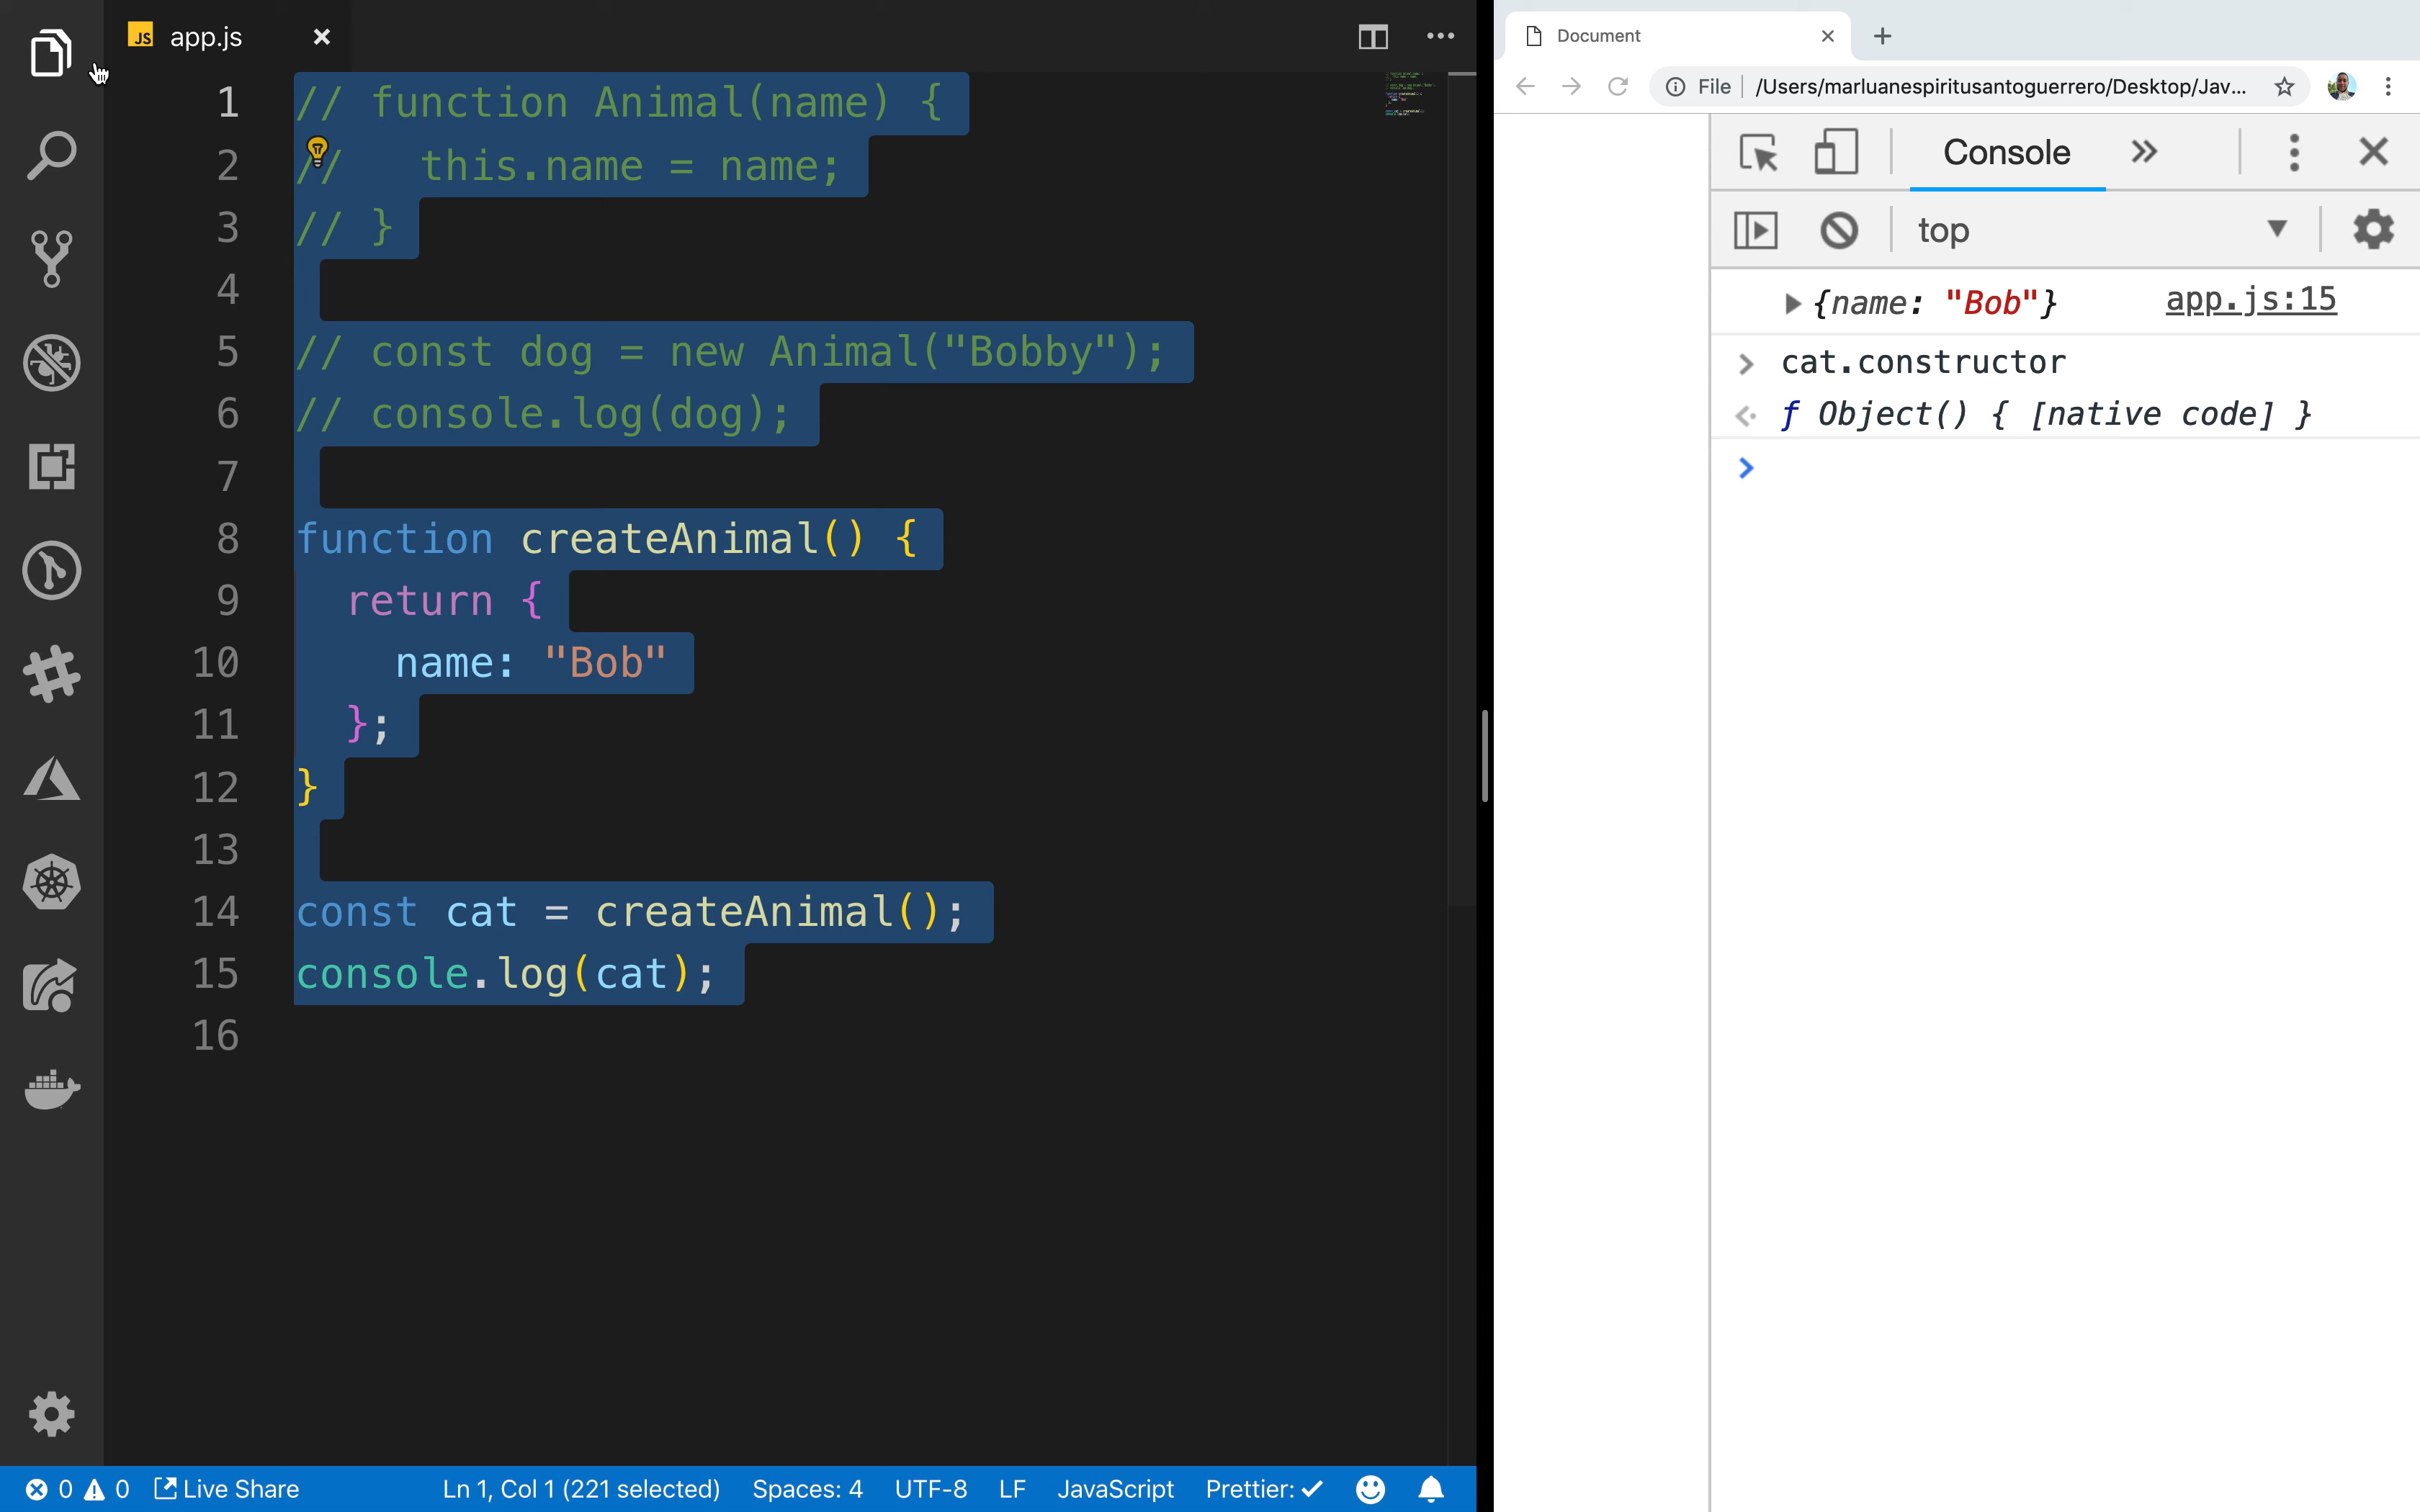 JS app.js
1 // function Animal(name) {
2 //   this.name = name;
3 // }
4
5 // const dog = new Animal("Bobby");
6 // console.log(dog);
7
8 function createAnimal() {
9   return {
10     name: "Bob"
11   };
12 }
13
14 const cat = createAnimal();
15 console.log(cat);
16
0 0 Live Share Ln 1, Col 1 (221 selected) Spaces: 4 UTF-8 LF JavaScript Prettier: ✓
Document
File /Users/marluanespiritusantoguerrero/Desktop/Jav...
Console
top
{name: "Bob"} app.js:15
cat.constructor
ƒ Object() { [native code] }